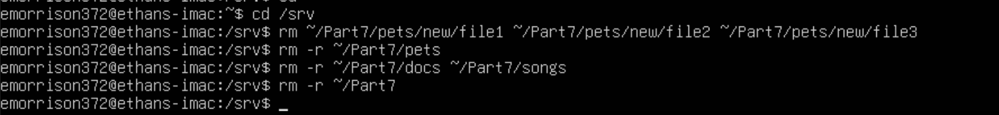 emorrison372@ethans-imac:~$ cd /srv
emorrison372@ethans-imac:/srv$ rm ~/Part7/pets/new/file1 ~/Part7/pets/new/file2 ~/Part7/pets/new/file3
emorrison372@ethans-imac:/srv$ rm -r ~/Part7/pets
emorrison372@ethans-imac:/srv$ rm -r ~/Part7/docs ~/Part7/songs
emorrison372@ethans-imac:/srv$ rm -r ~/Part7
emorrison372@ethans-imac:/srv$ _